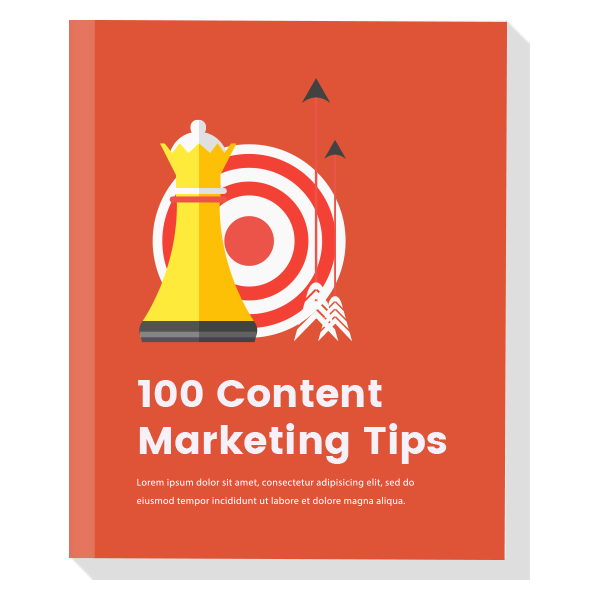 100 Content
Marketing Tips
Lorem ipsum dolor sit amet, consectetur adipisicing elit, sed do
eiusmod tempor incididunt ut labore et dolore magna aliqua.